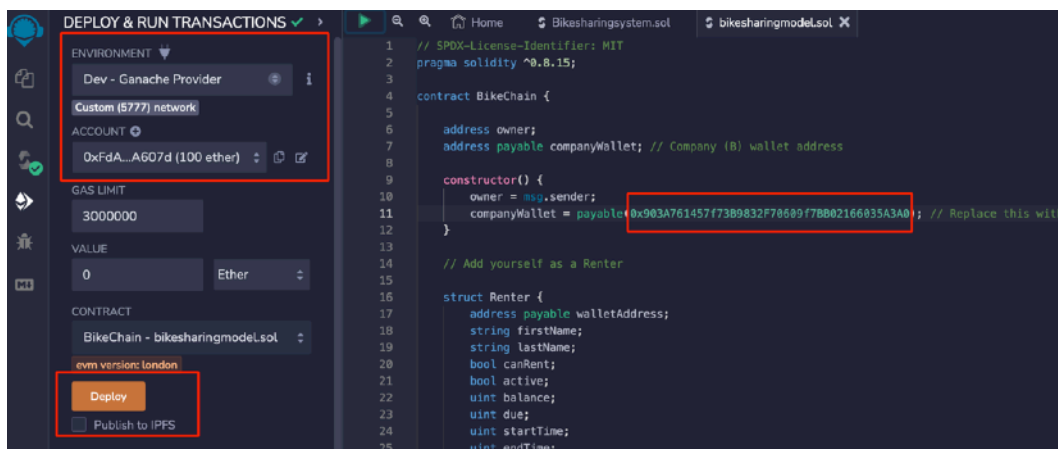 DEPLOY & RUN TRANSACTIONS
ENVIRONMENT
Dev - Ganache Provider
i
Custom (5777) network
ACCOUNT
0xFdA...A607d (100 ether)
GAS LIMIT
3000000
VALUE
0
Ether
CONTRACT
BikeChain - bikesharingmodel.sol
evm version: london
Deploy
Publish to IPFS
Home
Bikesharingsystem.sol
bikesharingmodel.sol
1 // SPDX-License-Identifier: MIT
2 pragma solidity ^0.8.15;
3
4 contract BikeChain {
5
6 address owner;
7 address payable companyWallet; // Company (B) wallet address
8
9 constructor() {
10 owner = msg.sender;
11 companyWallet = payable(0x903A761457f73B9832F70609f7BB02166035A3A0); // Replace this wit
12 }
13
14 // Add yourself as a Renter
15
16 struct Renter {
17 address payable walletAddress;
18 string firstName;
19 string lastName;
20 bool canRent;
21 bool active;
22 uint balance;
23 uint due;
24 uint startTime;
25 uint endTime;